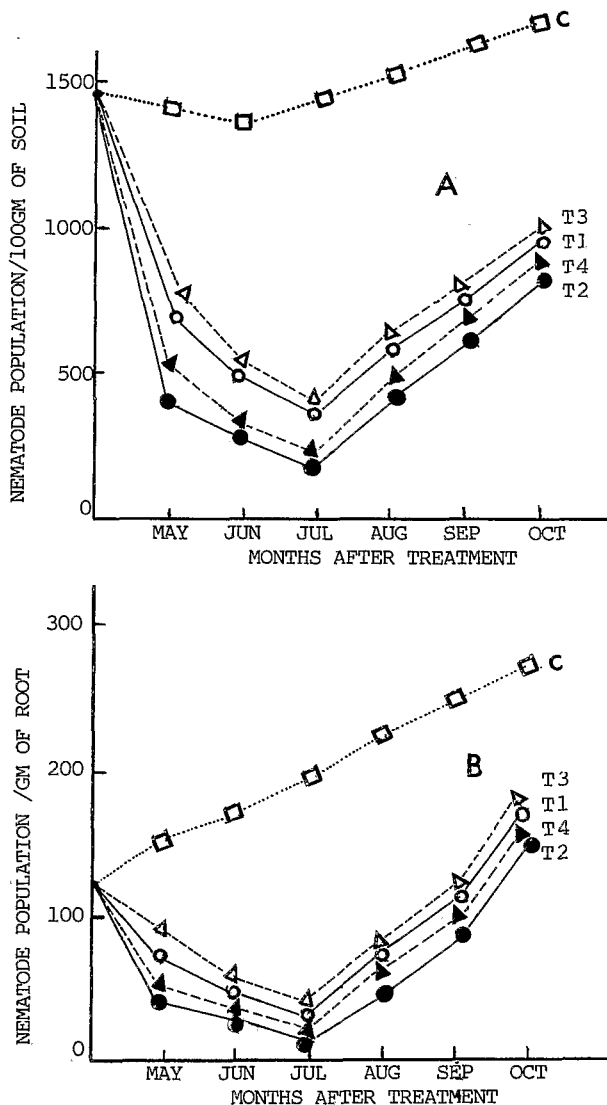 C
1500
A
1000
T3
T1
T4
T2
500
0
NEMATODE POPULATION/100GM OF SOIL
MAY JUN JUL AUG SEP OCT
MONTHS AFTER TREATMENT
300
C
200
B
T3
T1
T4
T2
100
0
NEMATODE POPULATION /GM OF ROOT
MAY JUN JUL AUG SEP OCT
MONTHS AFTER TREATMENT